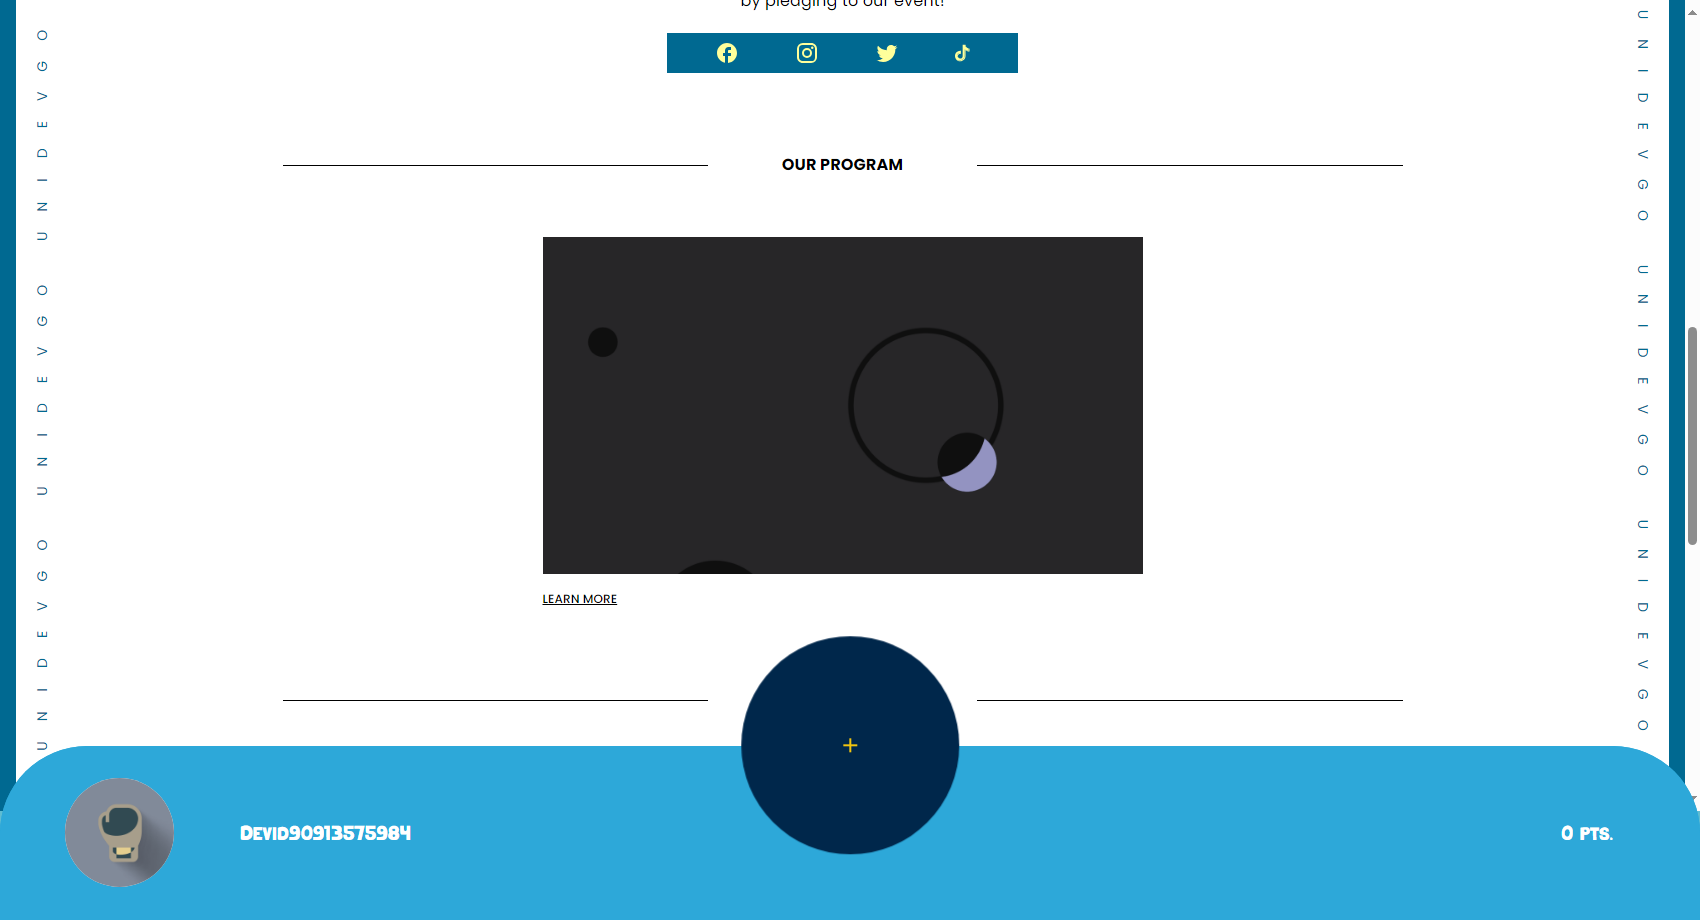 by pledging to our event!
OUR PROGRAM
LEARN MORE
UNIDEVGO UNIDEVGO UNIDEVGO
UNIDEVGO UNIDEVGO UNIDEVGO
+
Devid90913575984
0 pts.